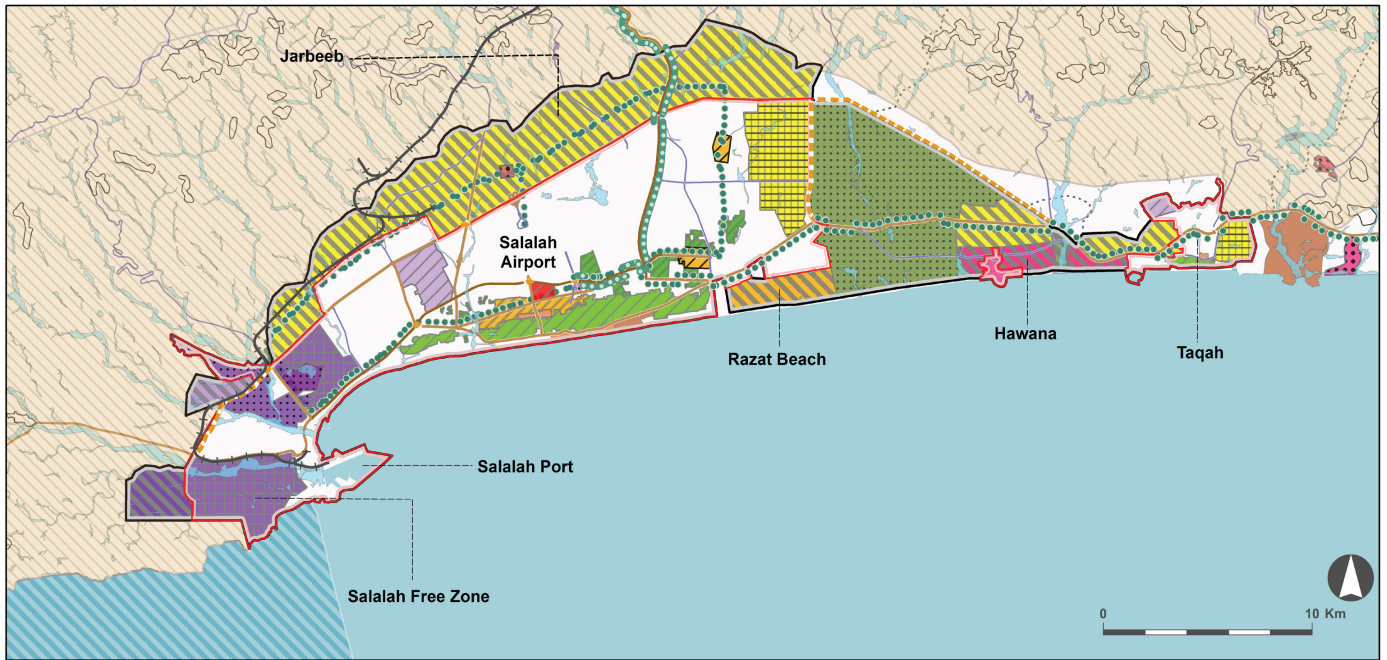 Jarbeeb
Salalah
Airport
Razat Beach
Hawana
Taqah
Salalah Port
Salalah Free Zone
0
10 Km